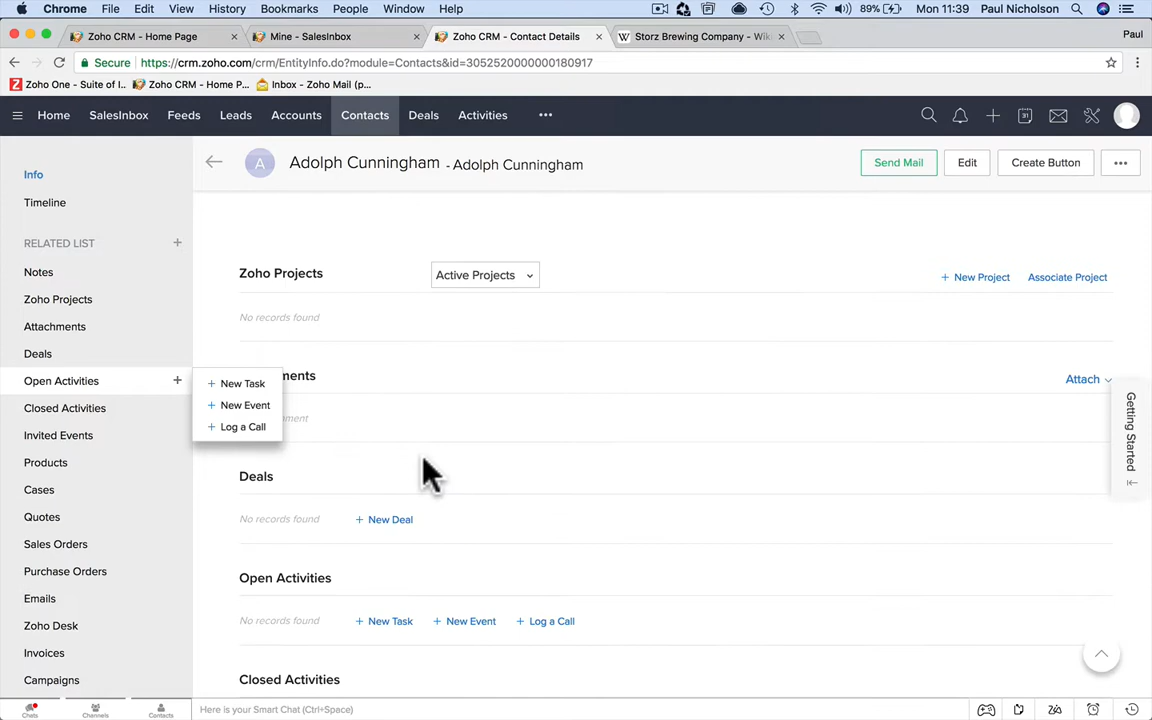 Chrome File Edit View History Bookmarks People Window Help 89% Mon 11:39 Paul Nicholson
Zoho CRM - Home Page Mine - SalesInbox Zoho CRM - Contact Details Storz Brewing Company - Wiki Paul
Secure https://crm.zoho.com/crm/EntityInfo.do?module=Contacts&id=3052520000000180917
Zoho One - Suite of I.. Zoho CRM - Home P... Inbox - Zoho Mail (p...
Home SalesInbox Feeds Leads Accounts Contacts Deals Activities ••• 31
A Adolph Cunningham - Adolph Cunningham Send Mail Edit Create Button •••
Info
Timeline
RELATED LIST +
Notes
Zoho Projects
Attachments
Deals
Open Activities +
Closed Activities
Invited Events
Products
Cases
Quotes
Sales Orders
Purchase Orders
Emails
Zoho Desk
Invoices
Campaigns
+ New Task
+ New Event
+ Log a Call
Zoho Projects Active Projects + New Project Associate Project
No records found
ments Attach
ment
Deals
No records found + New Deal
Open Activities
No records found + New Task + New Event + Log a Call
Closed Activities
Getting Started
Chats Channels Contacts Here is your Smart Chat (Ctrl+Space)